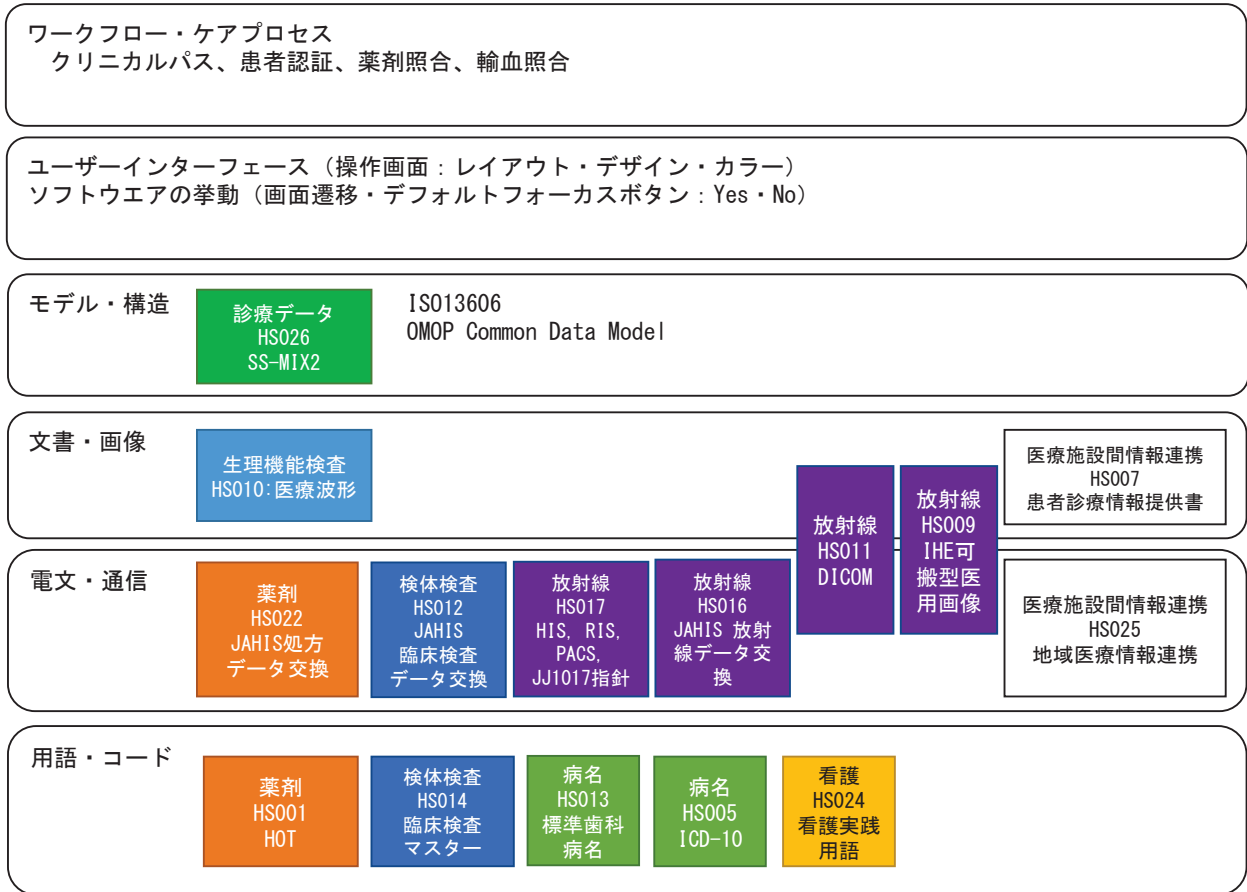 ワークフロー・ケアプロセス
クリニカルパス、患者認証、薬剤照合、輸血照合
ユーザーインターフェース（操作画面：レイアウト・デザイン・カラー）
ソフトウエアの挙動（画面遷移・デフォルトフォーカスボタン：Yes・No）
モデル・構造
診療データ
HS026
SS-MIX2
ISO13606
OMOP Common Data Model
文書・画像
生理機能検査
HS010:医療波形
放射線
HS011
DICOM
放射線
HS009
IHE可
搬型医
用画像
医療施設間情報連携
HS007
患者診療情報提供書
電文・通信
薬剤
HS022
JAHIS処方
データ交換
検体検査
HS012
JAHIS
臨床検査
データ交換
放射線
HS017
HIS, RIS,
PACS,
JJ1017指針
放射線
HS016
JAHIS 放射
線データ交
換
医療施設間情報連携
HS025
地域医療情報連携
用語・コード
薬剤
HS001
HOT
検体検査
HS014
臨床検査
マスター
病名
HS013
標準歯科
病名
病名
HS005
ICD-10
看護
HS024
看護実践
用語